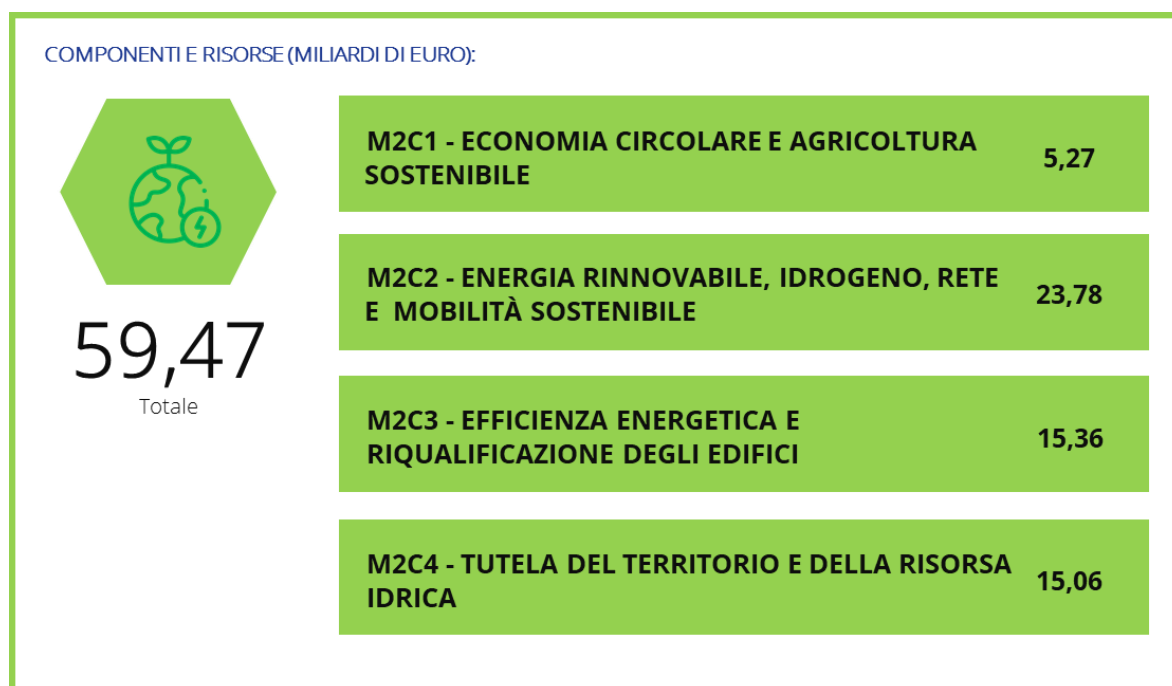 COMPONENTI E RISORSE (MILIARDI DI EURO):
59,47
Totale
M2C1 - ECONOMIA CIRCOLARE E AGRICOLTURA
SOSTENIBILE
5,27
M2C2 - ENERGIA RINNOVABILE, IDROGENO, RETE
E MOBILITÀ SOSTENIBILE
23,78
M2C3 - EFFICIENZA ENERGETICA E
RIQUALIFICAZIONE DEGLI EDIFICI
15,36
M2C4 - TUTELA DEL TERRITORIO E DELLA RISORSA
IDRICA
15,06